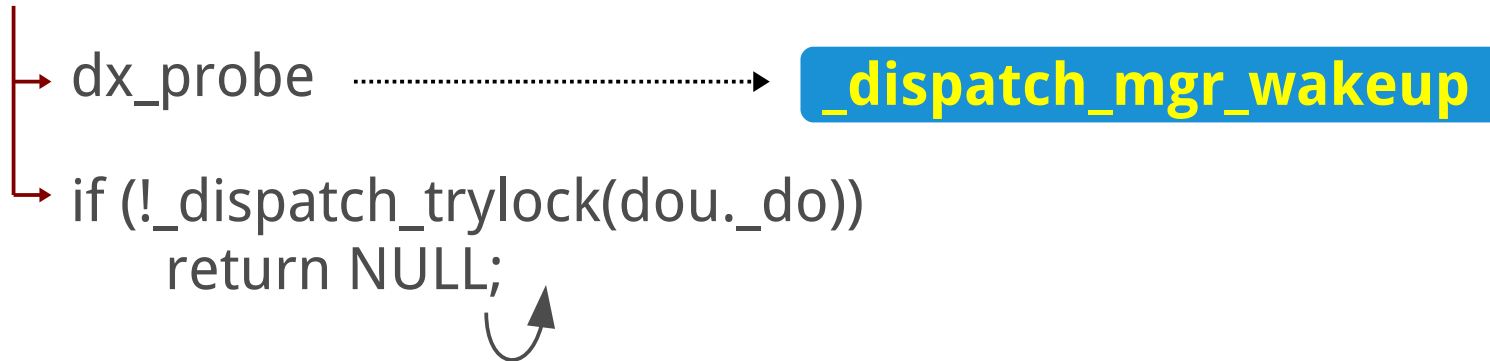 dx_probe
_dispatch_mgr_wakeup
if (!_dispatch_trylock(dou._do))
return NULL;